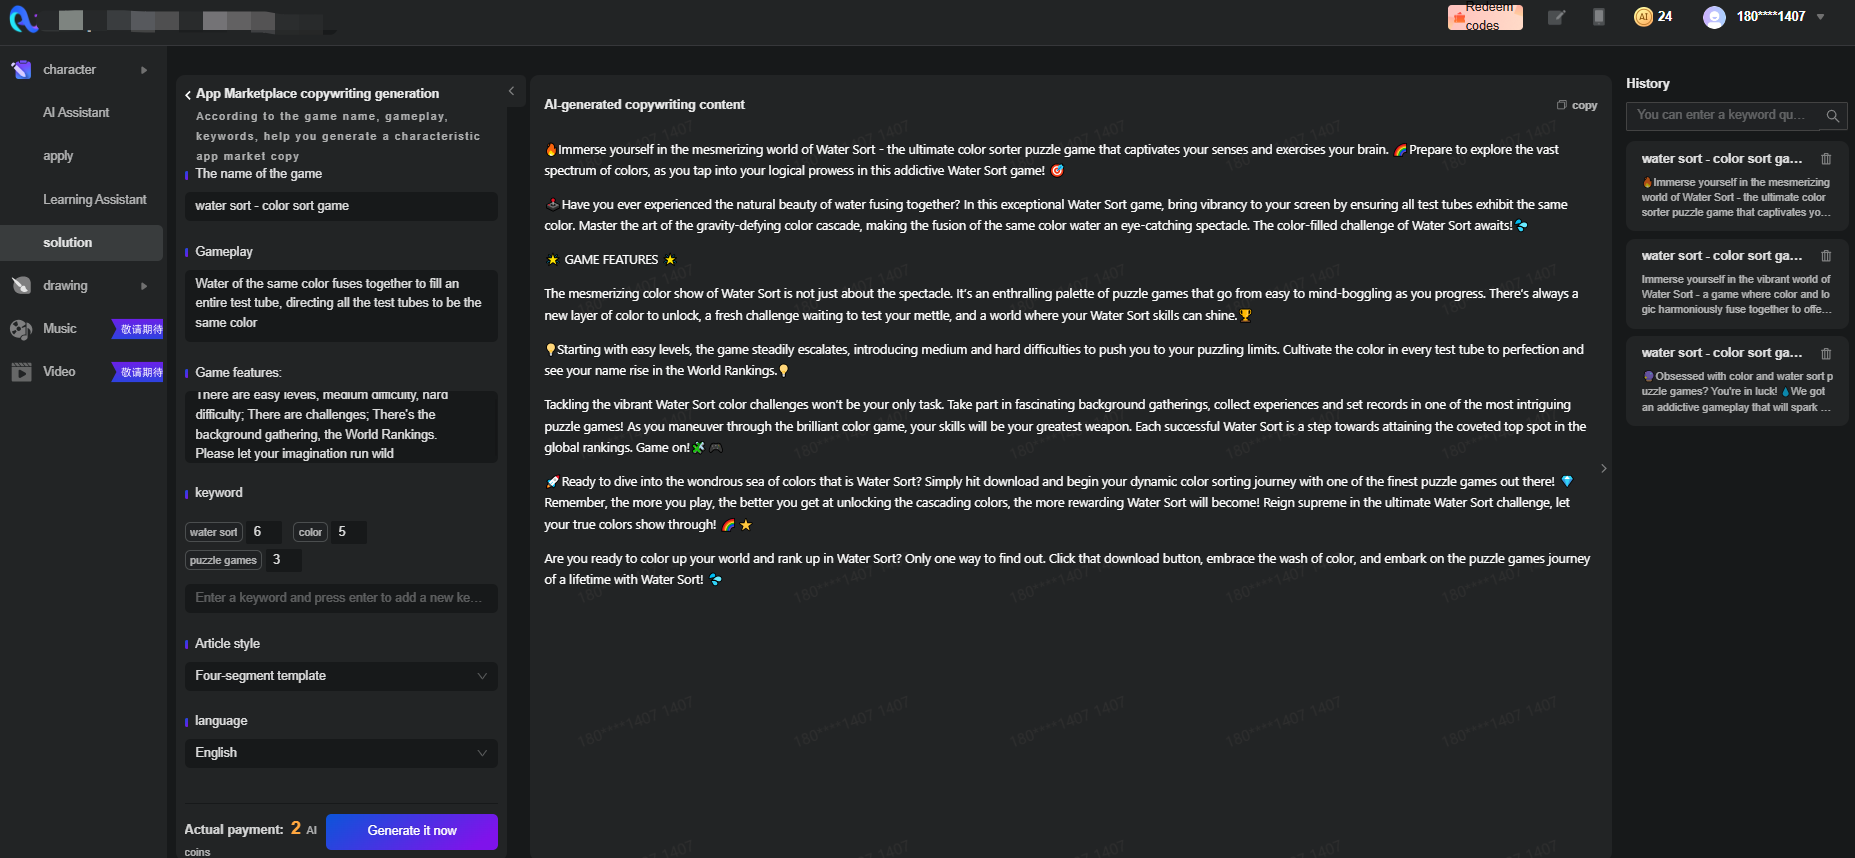 Redeem codes
24
180****1407
character
AI Assistant
apply
Learning Assistant
solution
drawing
Music
敬请期待
Video
敬请期待
App Marketplace copywriting generation
According to the game name, gameplay,
keywords, help you generate a characteristic
app market copy
The name of the game
water sort - color sort game
Gameplay
Water of the same color fuses together to fill an
entire test tube, directing all the test tubes to be the
same color
Game features:
There are easy levels, medium difficulty, hard
difficulty; There are challenges; There's the
background gathering, the World Rankings.
Please let your imagination run wild
keyword
water sort 6 color 5
puzzle games 3
Enter a keyword and press enter to add a new ke...
Article style
Four-segment template
language
English
Actual payment: 2 AI
coins
Generate it now
AI-generated copywriting content
copy
🔥Immerse yourself in the mesmerizing world of Water Sort - the ultimate color sorter puzzle game that captivates your senses and exercises your brain. 🌈Prepare to explore the vast
spectrum of colors, as you tap into your logical prowess in this addictive Water Sort game! 🎯
🕹️Have you ever experienced the natural beauty of water fusing together? In this exceptional Water Sort game, bring vibrancy to your screen by ensuring all test tubes exhibit the same
color. Master the art of the gravity-defying color cascade, making the fusion of the same color water an eye-catching spectacle. The color-filled challenge of Water Sort awaits!💦
⭐ GAME FEATURES ⭐
The mesmerizing color show of Water Sort is not just about the spectacle. It's an enthralling palette of puzzle games that go from easy to mind-boggling as you progress. There's always a
new layer of color to unlock, a fresh challenge waiting to test your mettle, and a world where your Water Sort skills can shine.🏆
💡Starting with easy levels, the game steadily escalates, introducing medium and hard difficulties to push you to your puzzling limits. Cultivate the color in every test tube to perfection and
see your name rise in the World Rankings.💡
Tackling the vibrant Water Sort color challenges won't be your only task. Take part in fascinating background gatherings, collect experiences and set records in one of the most intriguing
puzzle games! As you maneuver through the brilliant color game, your skills will be your greatest weapon. Each successful Water Sort is a step towards attaining the coveted top spot in the
global rankings. Game on!🧩 🎮
🚀Ready to dive into the wondrous sea of colors that is Water Sort? Simply hit download and begin your dynamic color sorting journey with one of the finest puzzle games out there! 💎
Remember, the more you play, the better you get at unlocking the cascading colors, the more rewarding Water Sort will become! Reign supreme in the ultimate Water Sort challenge, let
your true colors show through! 🌈 ⭐
Are you ready to color up your world and rank up in Water Sort? Only one way to find out. Click that download button, embrace the wash of color, and embark on the puzzle games journey
of a lifetime with Water Sort! 💦
180****1407 1407
History
You can enter a keyword qu...
water sort - color sort ga...
🔥Immerse yourself in the mesmerizing
world of Water Sort - the ultimate color
sorter puzzle game that captivates yo...
water sort - color sort ga...
Immerse yourself in the vibrant world of
Water Sort - a game where color and lo
gic harmoniously fuse together to offe...
water sort - color sort ga...
🔮Obsessed with color and water sort p
uzzle games? You're in luck! 💧We got
an addictive gameplay that will spark ...